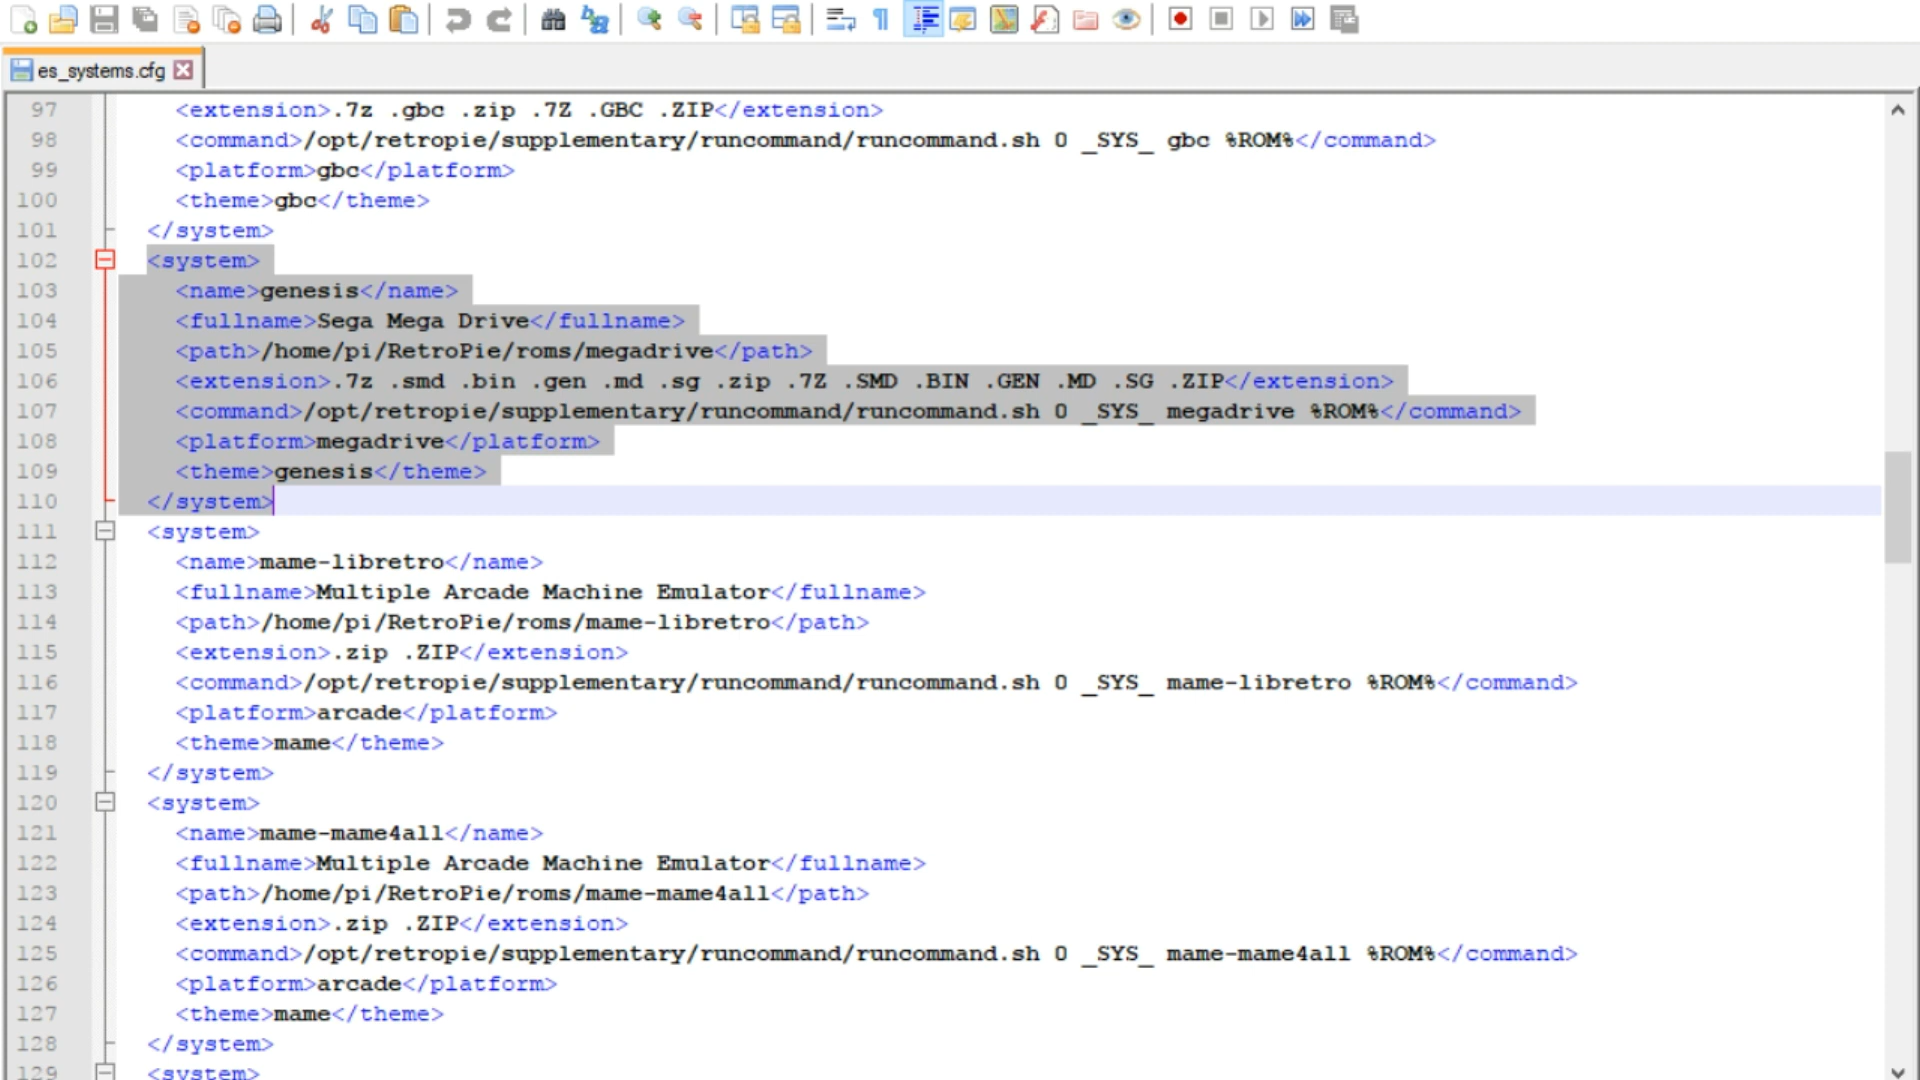 es_systems.cfg
97 <extension>.7z .gbc .zip .7Z .GBC .ZIP</extension>
98 <command>/opt/retropie/supplementary/runcommand/runcommand.sh 0 _SYS_ gbc %ROM%</command>
99 <platform>gbc</platform>
100 <theme>gbc</theme>
101 </system>
102 <system>
103 <name>genesis</name>
104 <fullname>Sega Mega Drive</fullname>
105 <path>/home/pi/RetroPie/roms/megadrive</path>
106 <extension>.7z .smd .bin .gen .md .sg .zip .7Z .SMD .BIN .GEN .MD .SG .ZIP</extension>
107 <command>/opt/retropie/supplementary/runcommand/runcommand.sh 0 _SYS_ megadrive %ROM%</command>
108 <platform>megadrive</platform>
109 <theme>genesis</theme>
110 </system>
111 <system>
112 <name>mame-libretro</name>
113 <fullname>Multiple Arcade Machine Emulator</fullname>
114 <path>/home/pi/RetroPie/roms/mame-libretro</path>
115 <extension>.zip .ZIP</extension>
116 <command>/opt/retropie/supplementary/runcommand/runcommand.sh 0 _SYS_ mame-libretro %ROM%</command>
117 <platform>arcade</platform>
118 <theme>mame</theme>
119 </system>
120 <system>
121 <name>mame-mame4all</name>
122 <fullname>Multiple Arcade Machine Emulator</fullname>
123 <path>/home/pi/RetroPie/roms/mame-mame4all</path>
124 <extension>.zip .ZIP</extension>
125 <command>/opt/retropie/supplementary/runcommand/runcommand.sh 0 _SYS_ mame-mame4all %ROM%</command>
126 <platform>arcade</platform>
127 <theme>mame</theme>
128 </system>
129 <system>